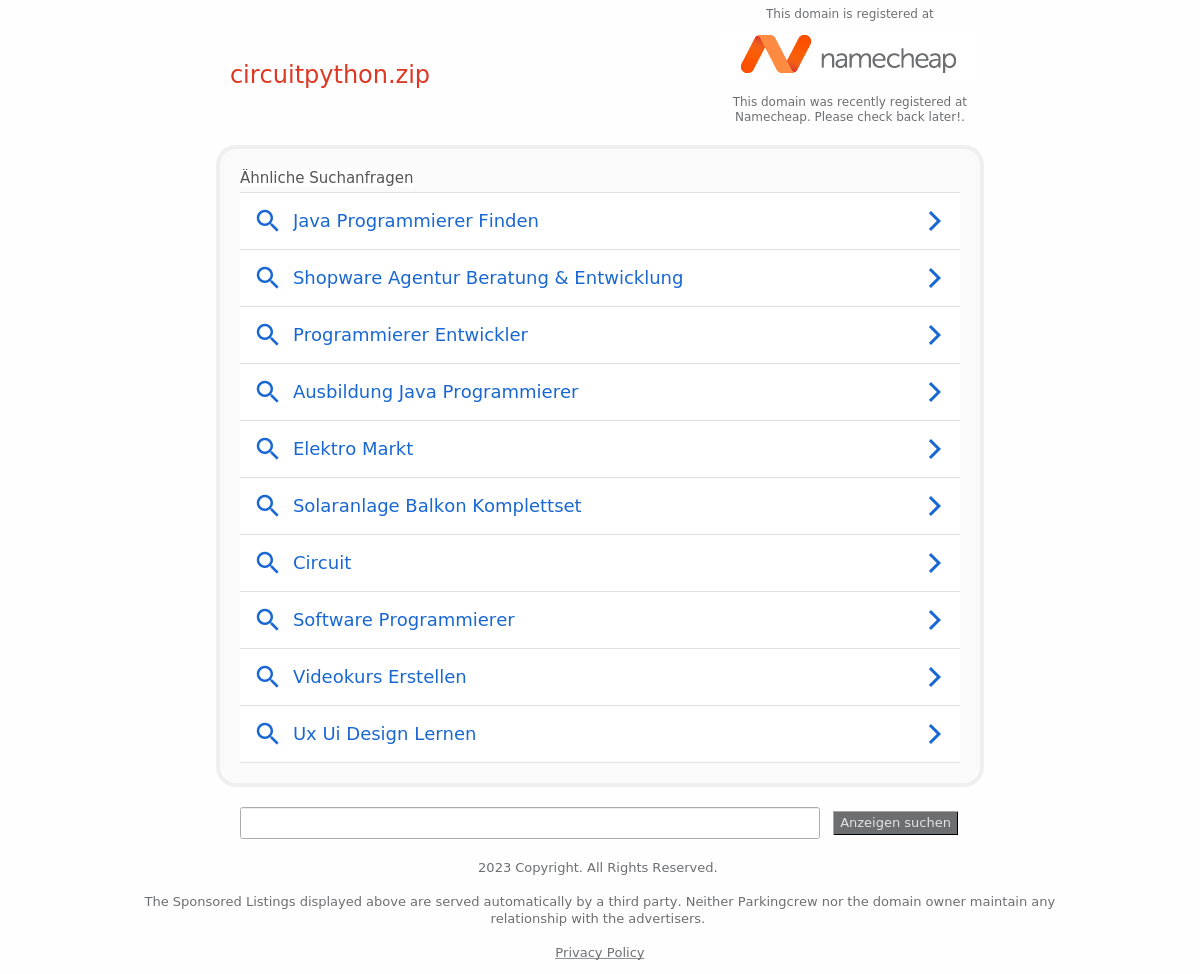 This domain is registered at
namecheap
circuitpython.zip
This domain was recently registered at
Namecheap. Please check back later!.
Ähnliche Suchanfragen
Java Programmierer Finden
Shopware Agentur Beratung & Entwicklung
Programmierer Entwickler
Ausbildung Java Programmierer
Elektro Markt
Solaranlage Balkon Komplettset
Circuit
Software Programmierer
Videokurs Erstellen
Ux Ui Design Lernen
Anzeigen suchen
2023 Copyright. All Rights Reserved.
The Sponsored Listings displayed above are served automatically by a third party. Neither Parkingcrew nor the domain owner maintain any
relationship with the advertisers.
Privacy Policy